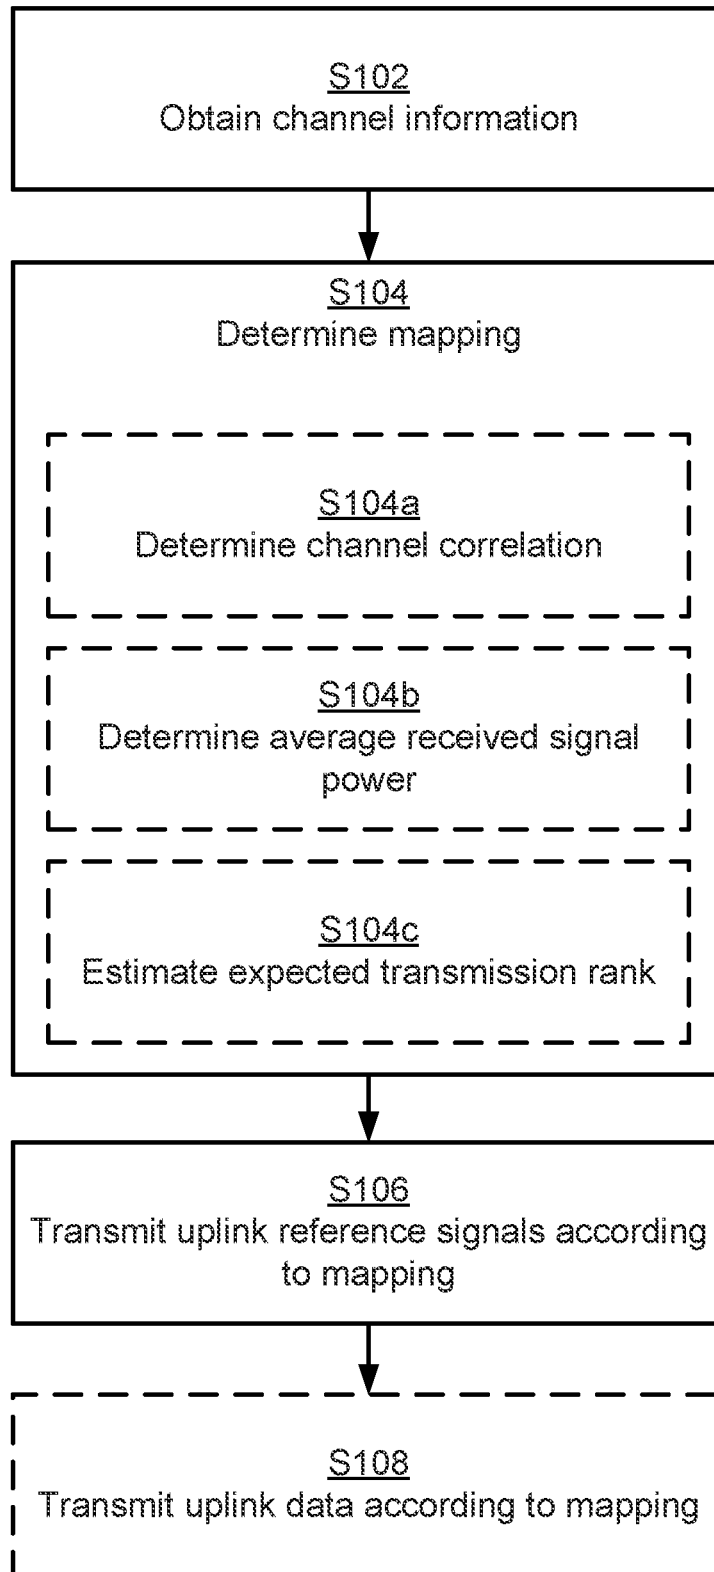 S102
Obtain channel information
S104
Determine mapping
S104a
Determine channel correlation
S104b
Determine average received signal
power
S104c
Estimate expected transmission rank
S106
Transmit uplink reference signals according
to mapping
S108
Transmit uplink data according to mapping